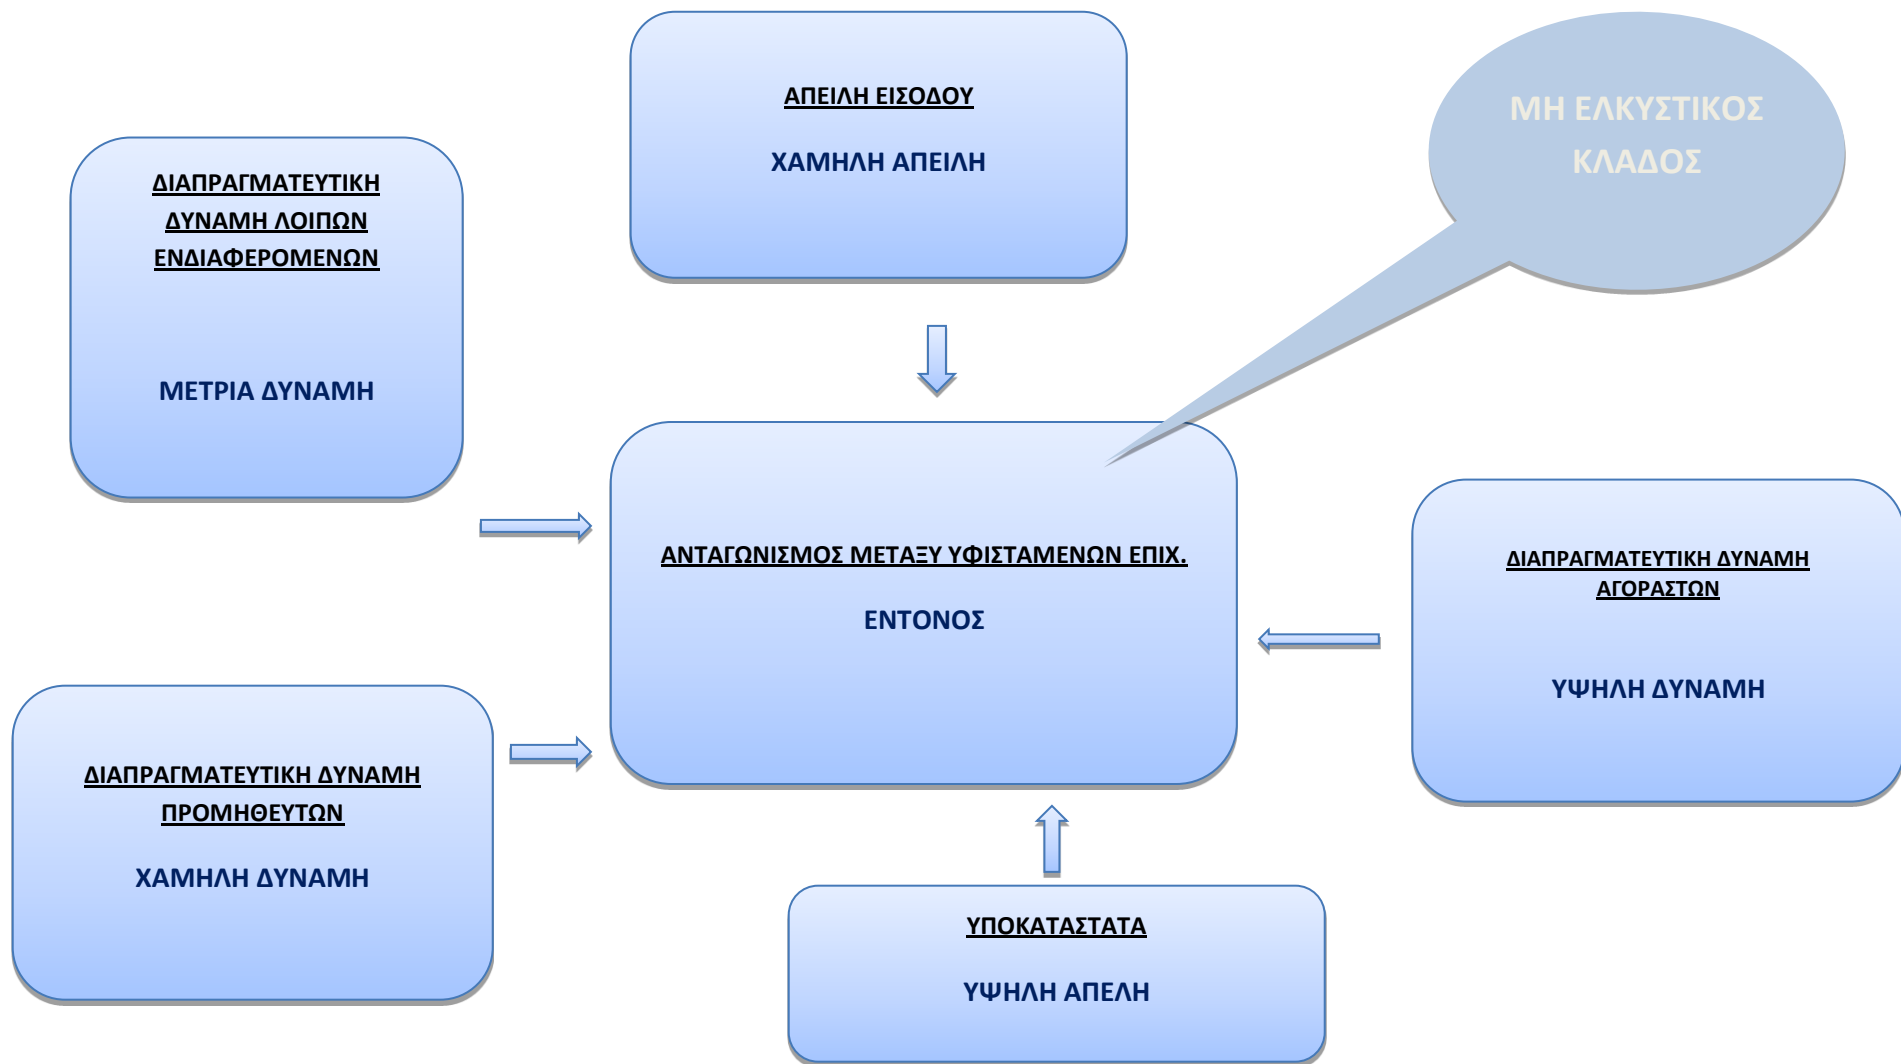 ΑΠΕΙΛΗ ΕΙΣΟΔΟΥ
ΧΑΜΗΛΗ ΑΠΕΙΛΗ
ΜΗ ΕΛΚΥΣΤΙΚΟΣ
ΚΛΑΔΟΣ
ΔΙΑΠΡΑΓΜΑΤΕΥΤΙΚΗ
ΔΥΝΑΜΗ ΛΟΙΠΩΝ
ΕΝΔΙΑΦΕΡΟΜΕΝΩΝ
ΜΕΤΡΙΑ ΔΥΝΑΜΗ
ΑΝΤΑΓΩΝΙΣΜΟΣ ΜΕΤΑΞΥ ΥΦΙΣΤΑΜΕΝΩΝ ΕΠΙΧ.
ΕΝΤΟΝΟΣ
ΔΙΑΠΡΑΓΜΑΤΕΥΤΙΚΗ ΔΥΝΑΜΗ
ΑΓΟΡΑΣΤΩΝ
ΥΨΗΛΗ ΔΥΝΑΜΗ
ΔΙΑΠΡΑΓΜΑΤΕΥΤΙΚΗ ΔΥΝΑΜΗ
ΠΡΟΜΗΘΕΥΤΩΝ
ΧΑΜΗΛΗ ΔΥΝΑΜΗ
ΥΠΟΚΑΤΑΣΤΑΤΑ
ΥΨΗΛΗ ΑΠΕΛΗ